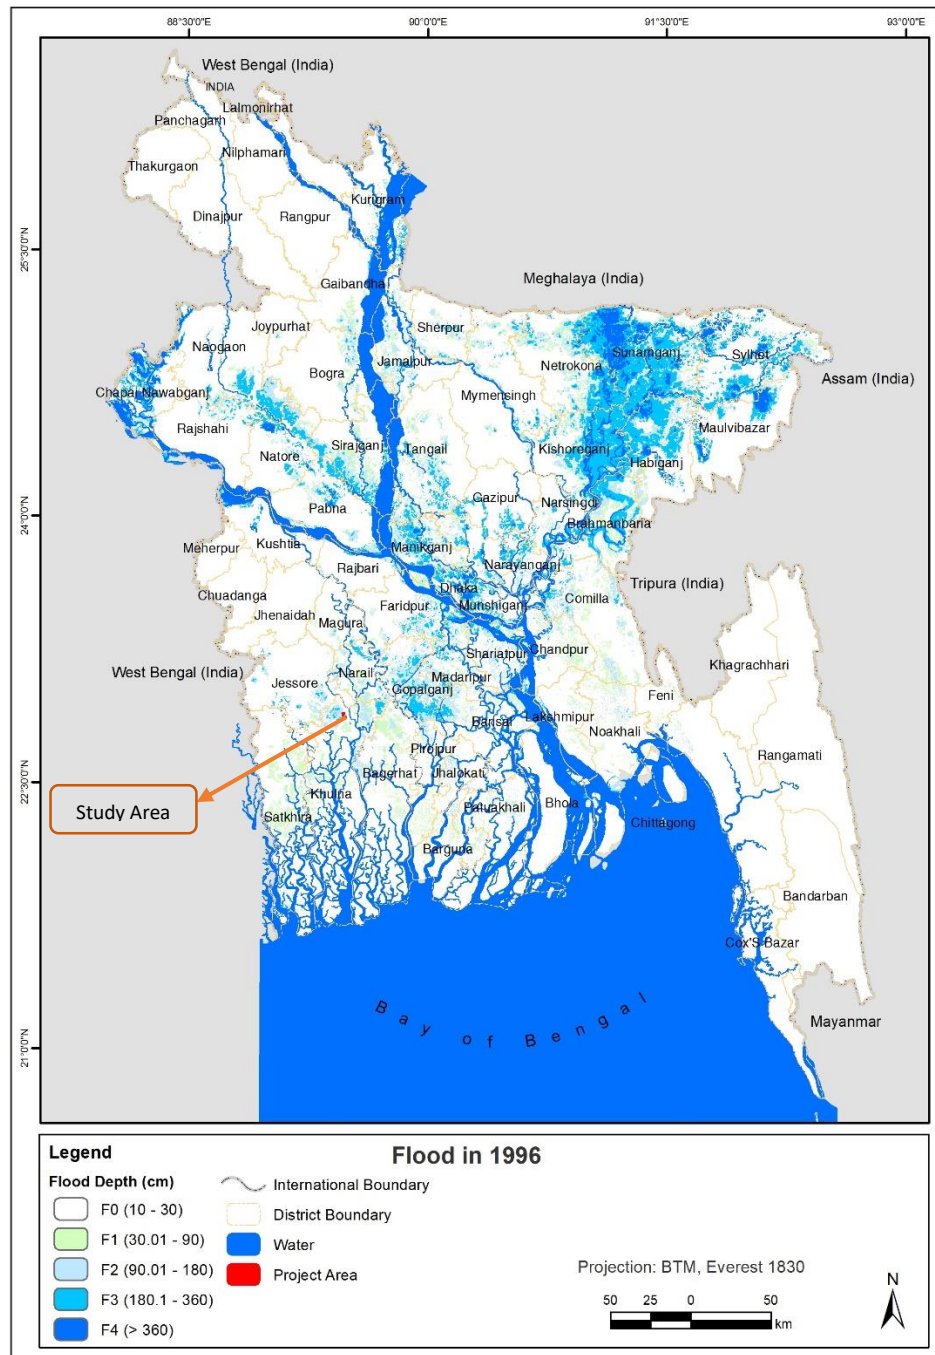 88°30'0"E 90°0'0"E 91°30'0"E 93°0'0"E
West Bengal (India)
INDIA
Lalmonirhat
Panchagarh
Nilphamari
Thakurgaon
Kurigram
Dinajpur
Rangpur
25°30'0"N
Meghalaya (India)
Gaibandha
Joypurhat
Sherpur
Naogaon
Sunamganj
Sylhet
Jamalpur
Netrokona
Bogra
Assam (India)
Chapai Nawabganj
Mymensingh
Rajshahi
Maulvibazar
Sirajganj
Tangail
Kishoreganj
Natore
Habiganj
Gazipur
Narsingdi
Pabna
24°0'0"N
Brahmanbaria
Kushtia
Manikganj
Meherpur
Narayanganj
Rajbari
Dhaka
Tripura (India)
Chuadanga
Faridpur
Munshiganj
Comilla
Jhenaidah
Magura
Shariatpur
Chandpur
Khagrachhari
West Bengal (India)
Narail
Madaripur
Jessore
Gopalganj
Feni
Barisal
Lakshmipur
Noakhali
Pirojpur
Rangamati
22°30'0"N
Bagerhat
Jhalokati
Khulna
Bhola
Patuakhali
Study Area
Satkhira
Chittagong
Barguna
Bandarban
Cox'S Bazar
Bay of Bengal
Mayanmar
21°0'0"N
Legend
Flood in 1996
Flood Depth (cm)
International Boundary
F0 (10 - 30)
District Boundary
F1 (30.01 - 90)
Water
F2 (90.01 - 180)
Project Area
Projection: BTM, Everest 1830
N
F3 (180.1 - 360)
50 25 0 50
km
F4 (> 360)